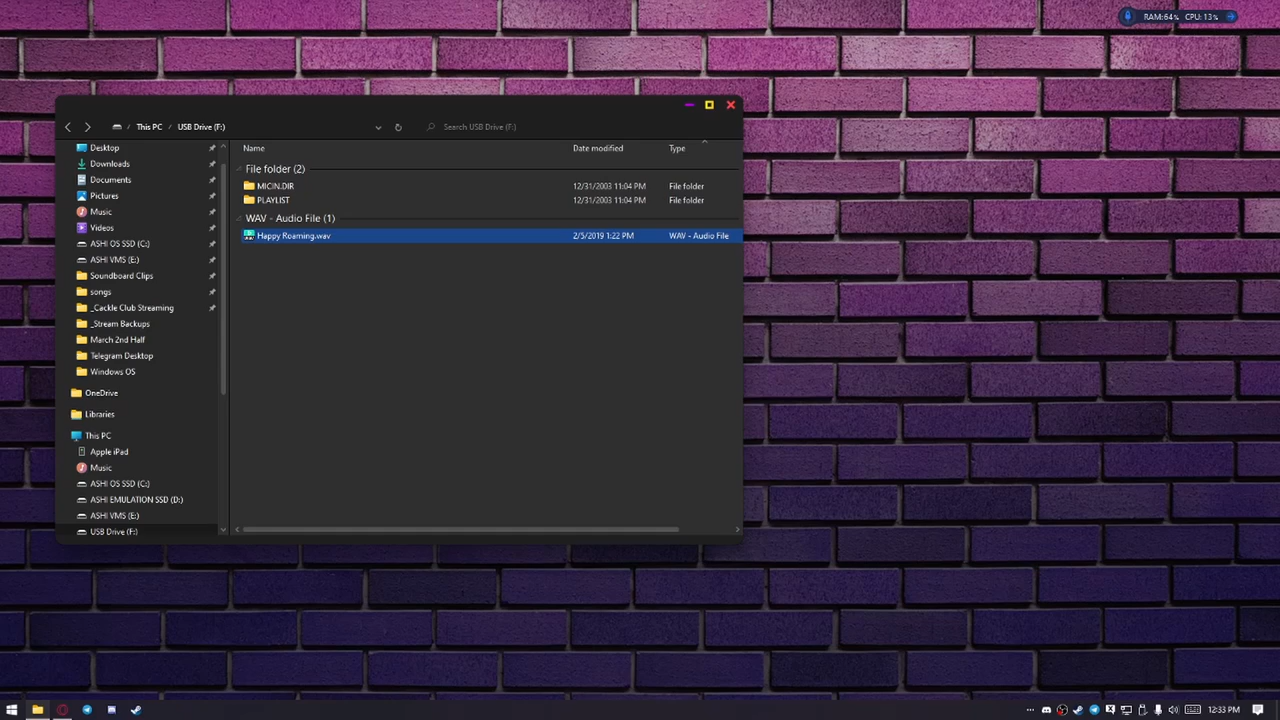 RAM:64% CPU: 13%
This PC / USB Drive (F:)
Search USB Drive (F:)
Desktop
Downloads
Documents
Pictures
Music
Videos
ASHI OS SSD (C:)
ASHI VMS (E:)
Soundboard Clips
songs
_Cackle Club Streaming
_Stream Backups
March 2nd Half
Telegram Desktop
Windows OS
OneDrive
Libraries
This PC
Apple iPad
Music
ASHI OS SSD (C:)
ASHI EMULATION SSD (D:)
ASHI VMS (E:)
USB Drive (F:)
Name Date modified Type
File folder (2)
MICIN.DIR 12/31/2003 11:04 PM File folder
PLAYLIST 12/31/2003 11:04 PM File folder
WAV - Audio File (1)
Happy Roaming.wav 2/5/2019 1:22 PM WAV - Audio File
12:33 PM